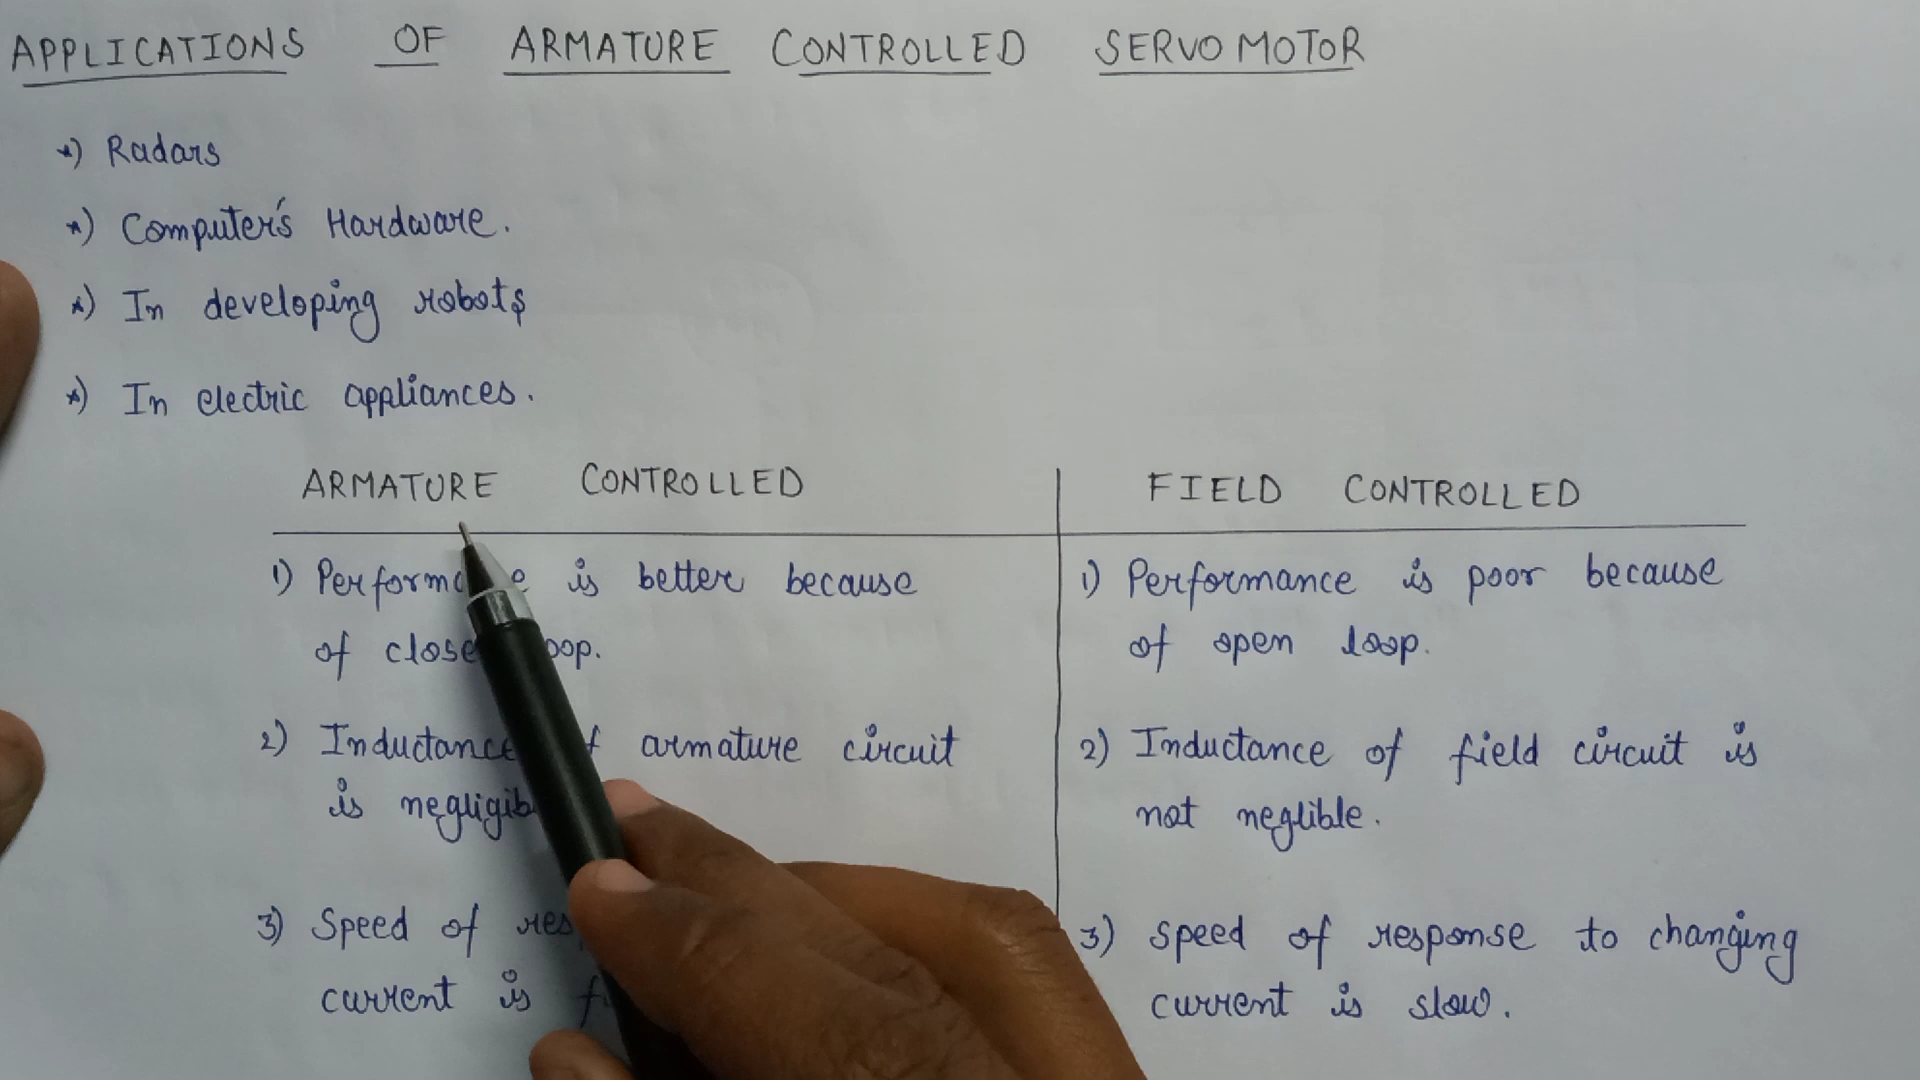 APPLICATIONS OF ARMATURE CONTROLLED SERVO MOTOR
*) Radars
*) Computer's Hardware.
*) In developing robots
*) In electric appliances.
ARMATURE CONTROLLED
1) Performance is better because
of close loop.
2) Inductance of armature circuit
is
3) Speed of
current is
FIELD CONTROLLED
1) Performance is poor because
of open loop.
2) Inductance of field circuit is
not neglible.
3) Speed of response to changing
current is slow.